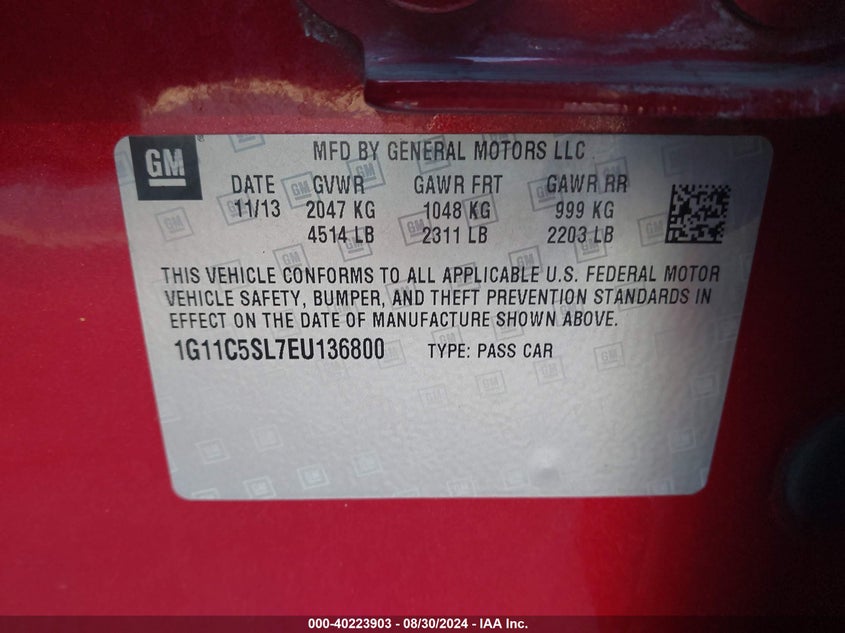 GM
MFD BY GENERAL MOTORS LLC
DATE GVWR GAWR FRT GAWR RR
11/13 2047 KG 1048 KG 999 KG
4514 LB 2311 LB 2203 LB
THIS VEHICLE CONFORMS TO ALL APPLICABLE U.S. FEDERAL MOTOR
VEHICLE SAFETY, BUMPER, AND THEFT PREVENTION STANDARDS IN
EFFECT ON THE DATE OF MANUFACTURE SHOWN ABOVE.
1G11C5SL7EU136800 TYPE: PASS CAR
000-40223903 - 08/30/2024 - IAA Inc.